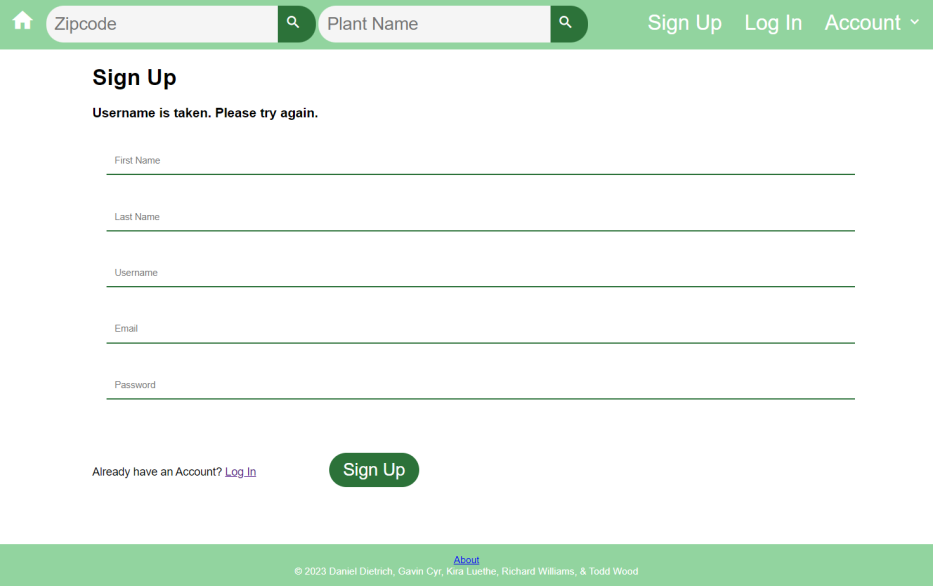 Zipcode Plant Name Sign Up Log In Account
Sign Up
Username is taken. Please try again.
First Name
Last Name
Username
Email
Password
Already have an Account? Log In Sign Up
About
© 2023 Daniel Dietrich, Gavin Cyr, Kira Luethe, Richard Williams, & Todd Wood